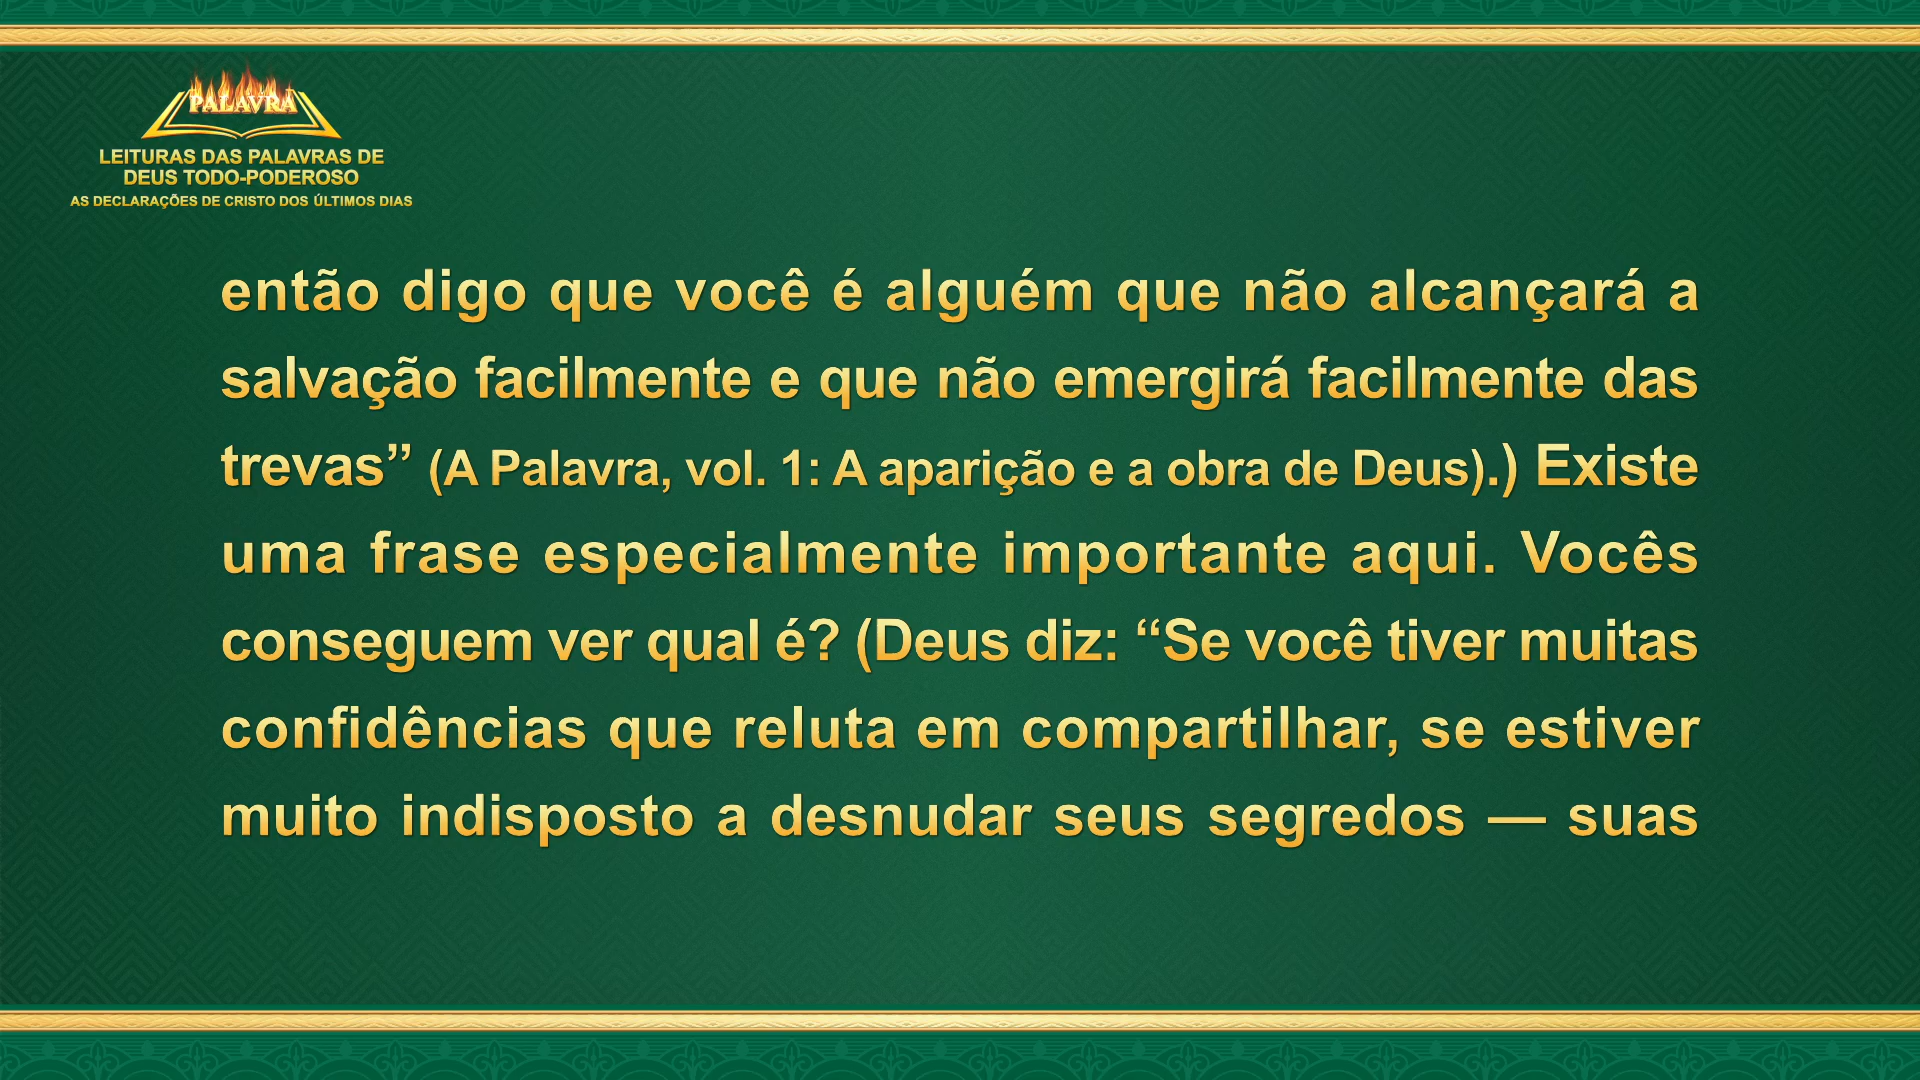 PALAVRA
LEITURAS DAS PALAVRAS DE
DEUS TODO-PODEROSO
AS DECLARAÇÕES DE CRISTO DOS ÚLTIMOS DIAS
então digo que você é alguém que não alcançará a
salvação facilmente e que não emergirá facilmente das
trevas” (A Palavra, vol. 1: A aparição e a obra de Deus).) Existe
uma frase especialmente importante aqui. Vocês
conseguem ver qual é? (Deus diz: “Se você tiver muitas
confidências que reluta em compartilhar, se estiver
muito indisposto a desnudar seus segredos — suas